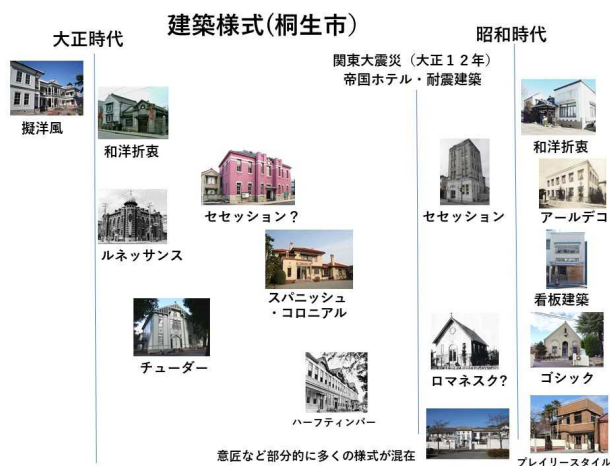 建築様式(桐生市)
大正時代
昭和時代
関東大震災（大正１２年）
帝国ホテル・耐震建築
擬洋風
和洋折衷
和洋折衷
セセッション？
セセッション
アールデコ
ルネッサンス
スパニッシュ
・コロニアル
看板建築
チューダー
ロマネスク?
ゴシック
ハーフティンバー
意匠など部分的に多くの様式が混在
プレイリースタイル